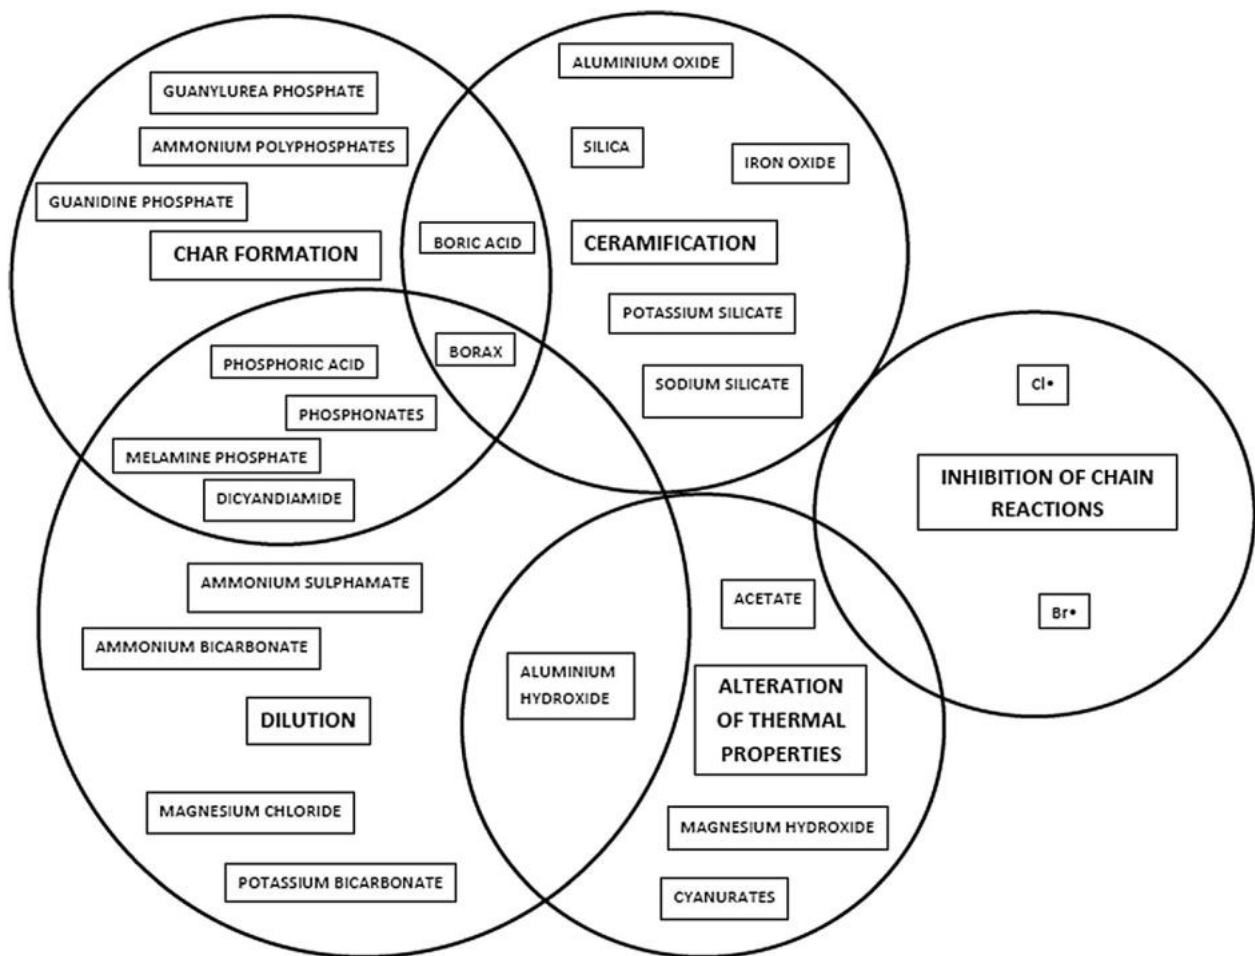 GUANYLUREA PHOSPHATE
AMMONIUM POLYPHOSPHATES
GUANIDINE PHOSPHATE
CHAR FORMATION
BORIC ACID
ALUMINIUM OXIDE
SILICA
IRON OXIDE
CERAMIFICATION
POTASSIUM SILICATE
SODIUM SILICATE
BORAX
PHOSPHORIC ACID
PHOSPHONATES
MELAMINE PHOSPHATE
DICYANDIAMIDE
Cl•
INHIBITION OF CHAIN
REACTIONS
Br•
AMMONIUM SULPHAMATE
AMMONIUM BICARBONATE
DILUTION
MAGNESIUM CHLORIDE
POTASSIUM BICARBONATE
ALUMINIUM
HYDROXIDE
ACETATE
ALTERATION
OF THERMAL
PROPERTIES
MAGNESIUM HYDROXIDE
CYANURATES